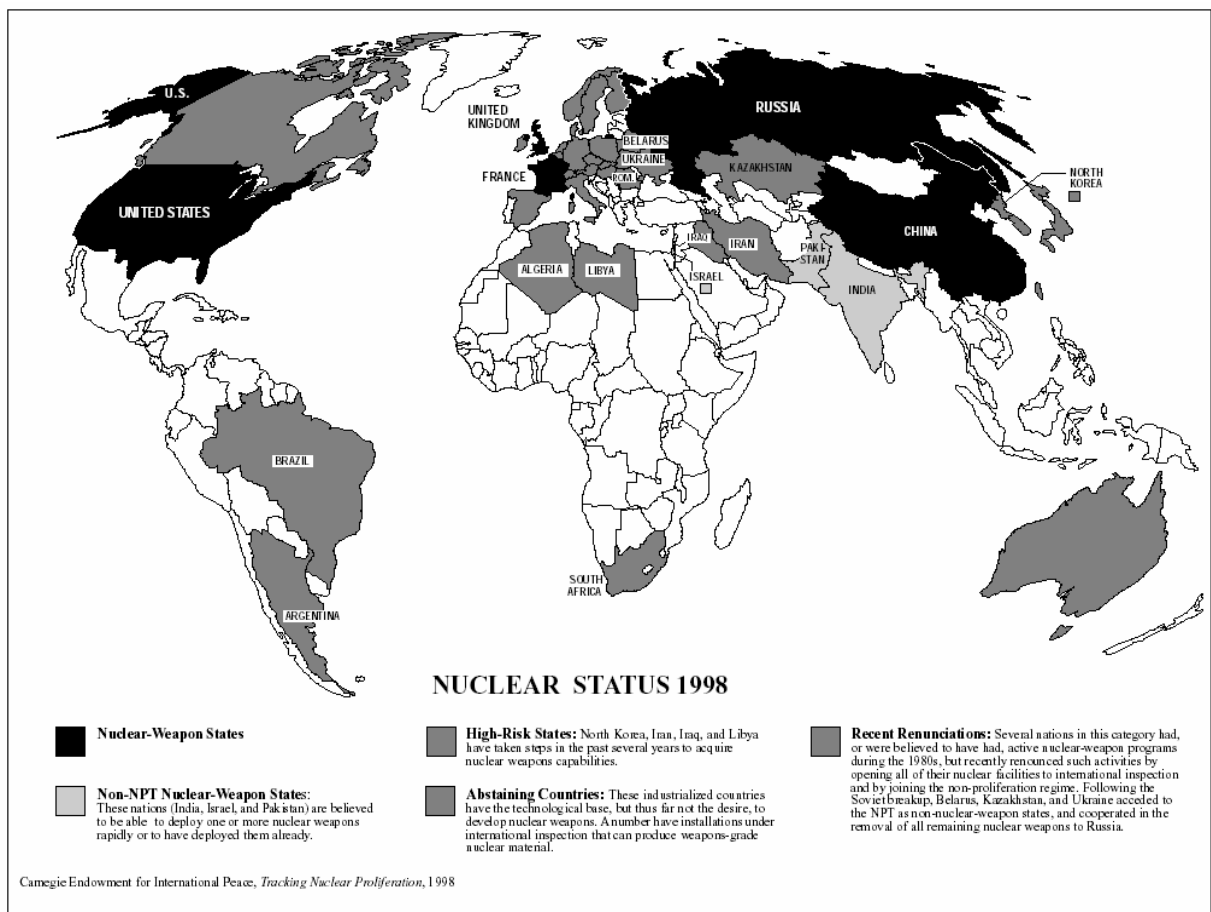 U.S.
UNITED
KINGDOM
RUSSIA
BELARUS
UKRAINE
FRANCE
ROM.
KAZAKHSTAN
NORTH
KOREA
UNITED STATES
CHINA
IRAQ
IRAN
PAKI-
STAN
ALGERIA
LIBYA
ISRAEL
INDIA
BRAZIL
SOUTH
AFRICA
ARGENTINA
NUCLEAR STATUS 1998
Nuclear-Weapon States
Non-NPT Nuclear-Weapon States:
These nations (India, Israel, and Pakistan) are believed
to be able to deploy one or more nuclear weapons
rapidly or to have deployed them already.
High-Risk States: North Korea, Iran, Iraq, and Libya
have taken steps in the past several years to acquire
nuclear weapons capabilities.
Abstaining Countries: These industrialized countries
have the technological base, but thus far not the desire, to
develop nuclear weapons. A number have installations under
international inspection that can produce weapons-grade
nuclear material.
Recent Renunciations: Several nations in this category had,
or were believed to have had, active nuclear-weapon programs
during the 1980s, but recently renounced such activities by
opening all of their nuclear facilities to international inspection
and by joining the non-proliferation regime. Following the
Soviet breakup, Belarus, Kazakhstan, and Ukraine acceded to
the NPT as non-nuclear-weapon states, and cooperated in the
removal of all remaining nuclear weapons to Russia.
Carnegie Endowment for International Peace, Tracking Nuclear Proliferation, 1998